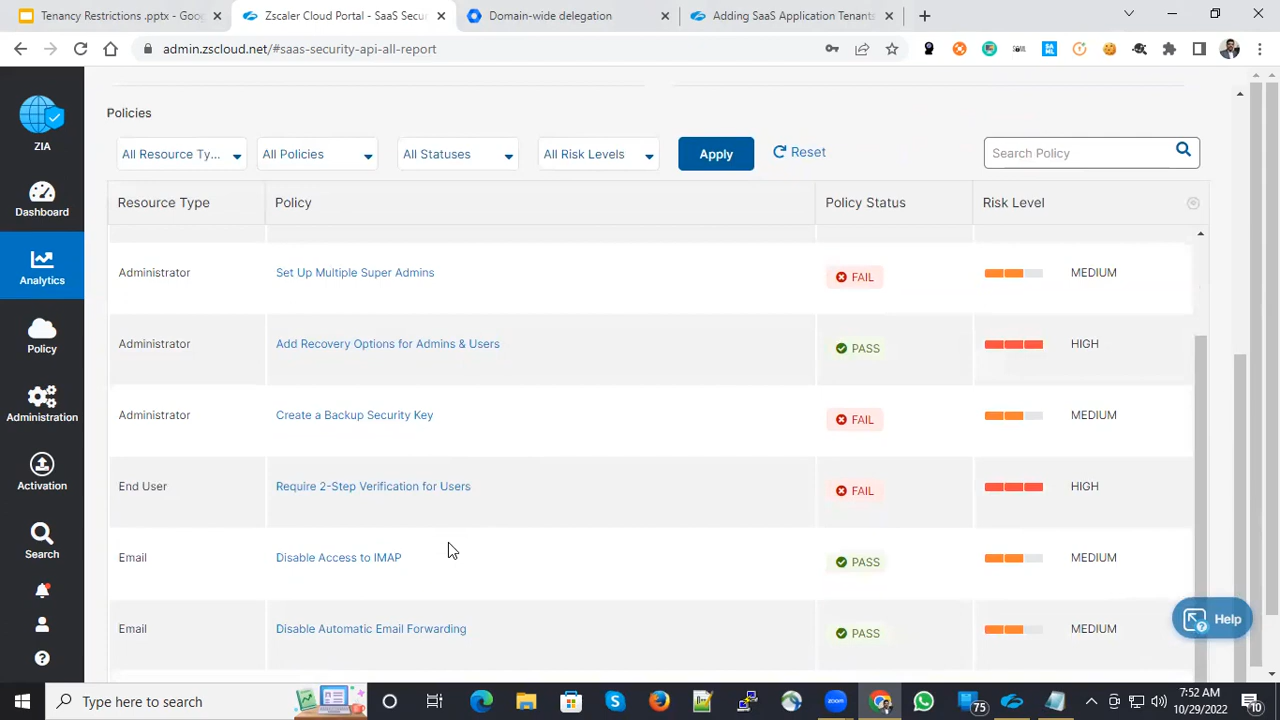 Tenancy Restrictions .pptx - Goo
Zscaler Cloud Portal - SaaS Secur
Domain-wide delegation
Adding SaaS Application Tenants
admin.zscloud.net/#saas-security-api-all-report
ZIA
Dashboard
Analytics
Policy
Administration
Activation
Search
Policies
All Resource Ty...
All Policies
All Statuses
All Risk Levels
Apply
Reset
Search Policy
Resource Type
Policy
Policy Status
Risk Level
Administrator
Set Up Multiple Super Admins
FAIL
MEDIUM
Administrator
Add Recovery Options for Admins & Users
PASS
HIGH
Administrator
Create a Backup Security Key
FAIL
MEDIUM
End User
Require 2-Step Verification for Users
FAIL
HIGH
Email
Disable Access to IMAP
PASS
MEDIUM
Email
Disable Automatic Email Forwarding
PASS
MEDIUM
Help
Type here to search
zoom
75
7:52 AM
10/29/2022
10